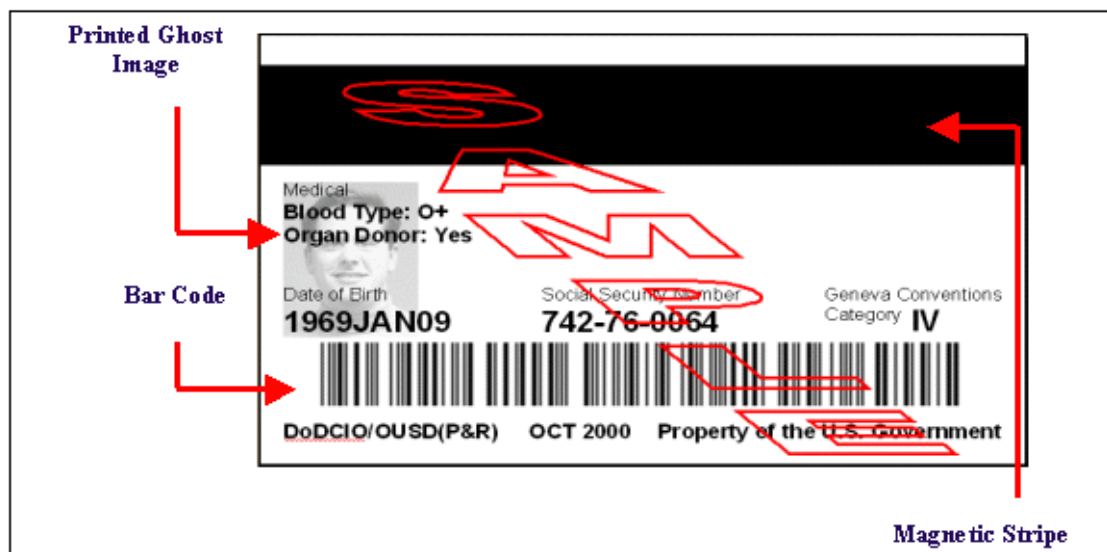 Printed Ghost
Image
SAMPLE
Medical
Blood Type: O+
Organ Donor: Yes
Bar Code
Date of Birth
Social Security Number
Geneva Conventions
1969JAN09
742-76-0064
Category IV
DoDCIO/OUSD(P&R) OCT 2000 Property of the U.S. Government
Magnetic Stripe